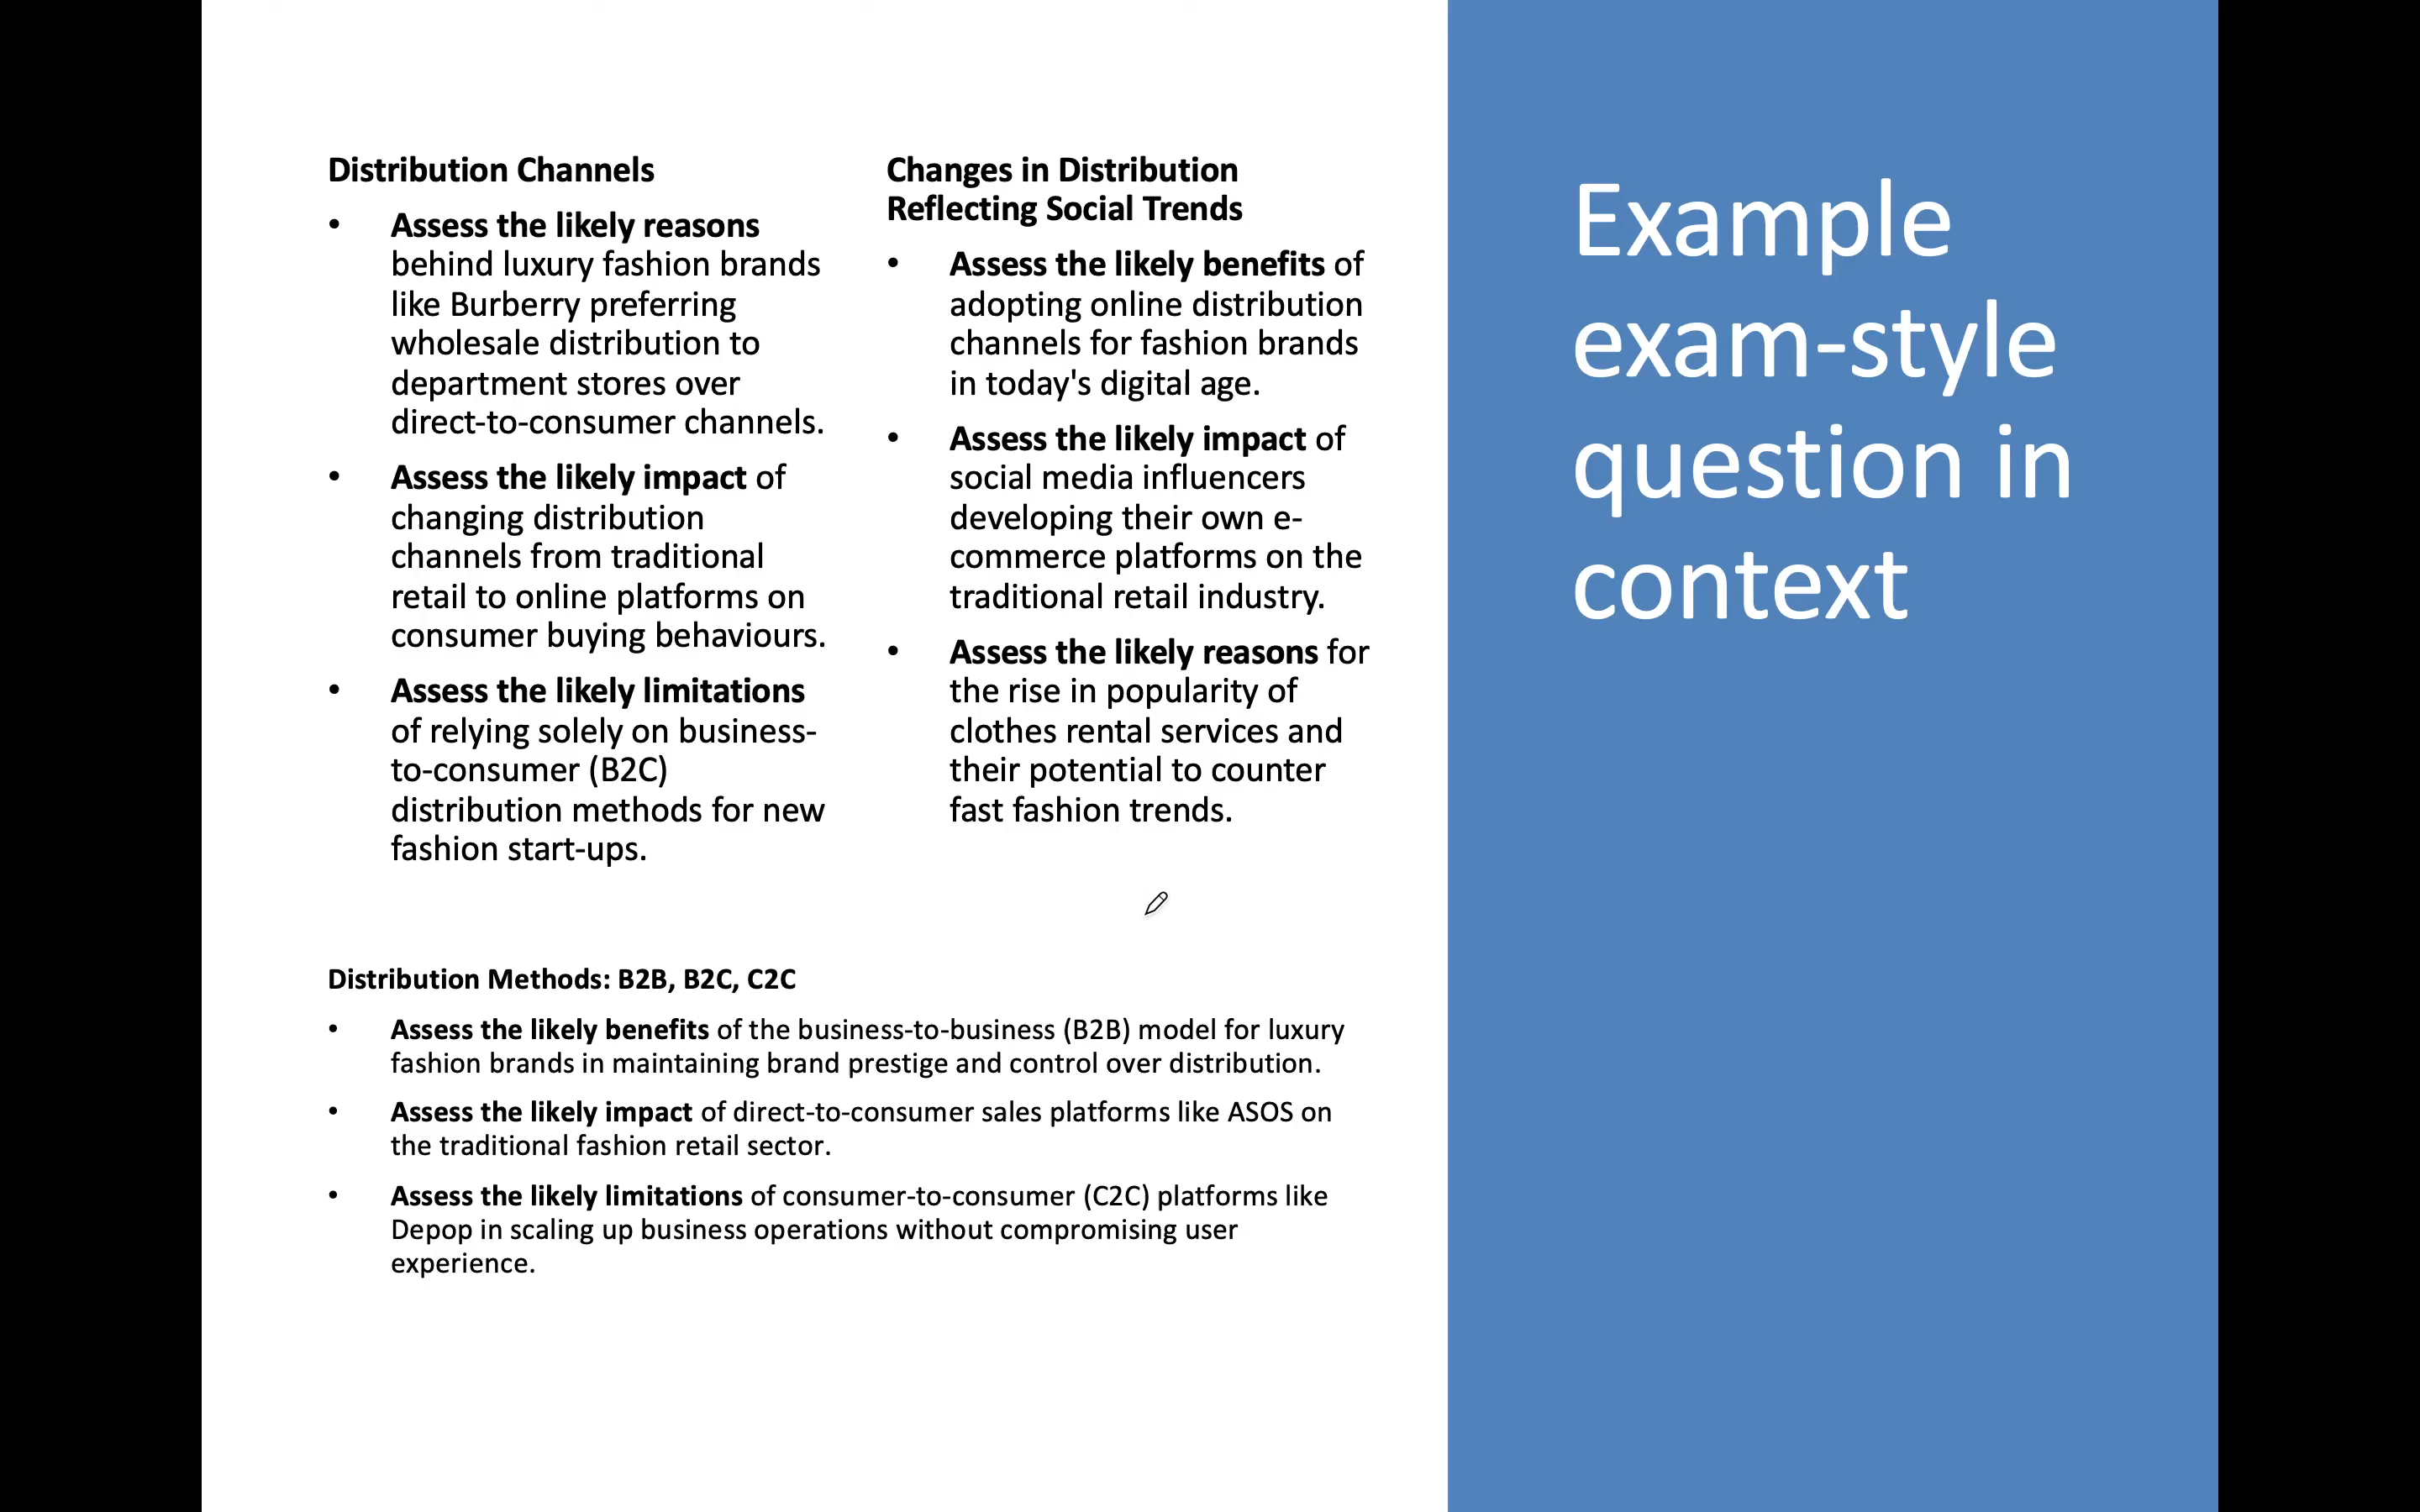 Distribution Channels
• Assess the likely reasons
behind luxury fashion brands
like Burberry preferring
wholesale distribution to
department stores over
direct-to-consumer channels.
• Assess the likely impact of
changing distribution
channels from traditional
retail to online platforms on
consumer buying behaviours.
• Assess the likely limitations
of relying solely on business-
to-consumer (B2C)
distribution methods for new
fashion start-ups.
Changes in Distribution
Reflecting Social Trends
• Assess the likely benefits of
adopting online distribution
channels for fashion brands
in today's digital age.
• Assess the likely impact of
social media influencers
developing their own e-
commerce platforms on the
traditional retail industry.
• Assess the likely reasons for
the rise in popularity of
clothes rental services and
their potential to counter
fast fashion trends.
Distribution Methods: B2B, B2C, C2C
• Assess the likely benefits of the business-to-business (B2B) model for luxury
fashion brands in maintaining brand prestige and control over distribution.
• Assess the likely impact of direct-to-consumer sales platforms like ASOS on
the traditional fashion retail sector.
• Assess the likely limitations of consumer-to-consumer (C2C) platforms like
Depop in scaling up business operations without compromising user
experience.
Example
exam-style
question in
context